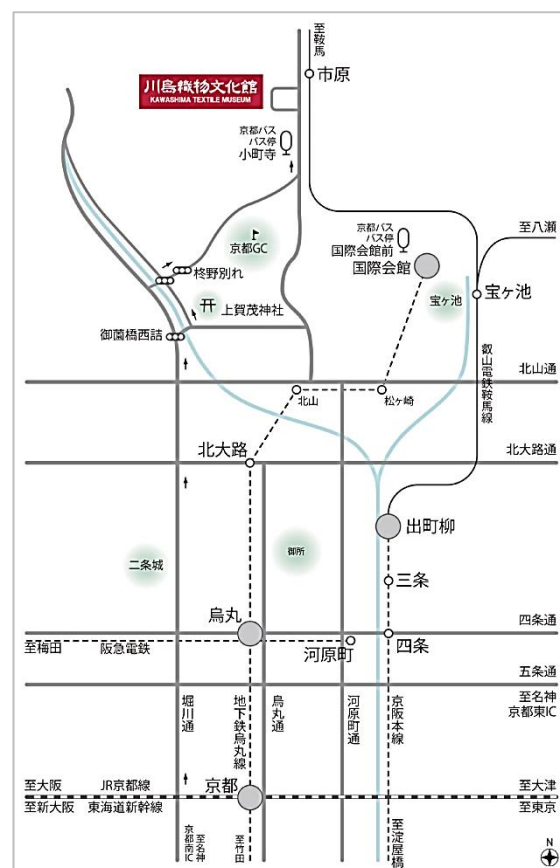 至鞍馬
市原
川島織物文化館
KAWASHIMA TEXTILE MUSEUM
京都バス
バス停
小町寺
京都バス
バス停
国際会館前
国際会館
至八瀬
京都GC
柊野別れ
宝ヶ池
宝ヶ池
上賀茂神社
御薗橋西詰
叡山電鉄鞍馬線
北山通
北山
松ヶ崎
北大路
北大路通
出町柳
二条城
御所
三条
烏丸
四条通
河原町
四条
至梅田
阪急電鉄
五条通
堀川通
地下鉄烏丸線
烏丸通
河原町通
京阪本線
至名神
京都東IC
京都
至大阪
JR京都線
至大津
至新大阪
東海道新幹線
至東京
至名神
京都南IC
至竹田
至淀屋橋
N